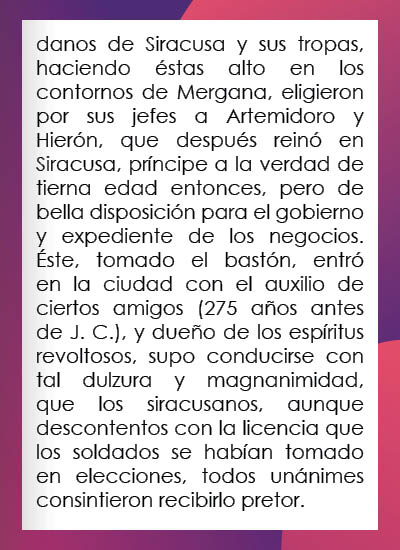 danos de Siracusa y sus tropas,
haciendo éstas alto en los
contornos de Mergana, eligieron
por sus jefes a Artemidoro y
Hierón, que después reinó en
Siracusa, príncipe a la verdad de
tierna edad entonces, pero de
bella disposición para el gobierno
y expediente de los negocios.
Éste, tomado el bastón, entró
en la ciudad con el auxilio de
ciertos amigos (275 años antes
de J. C.), y dueño de los espíritus
revoltosos, supo conducirse con
tal dulzura y magnanimidad,
que los siracusanos, aunque
descontentos con la licencia que
los soldados se habían tomado
en elecciones, todos unánimes
consintieron recibirlo pretor.